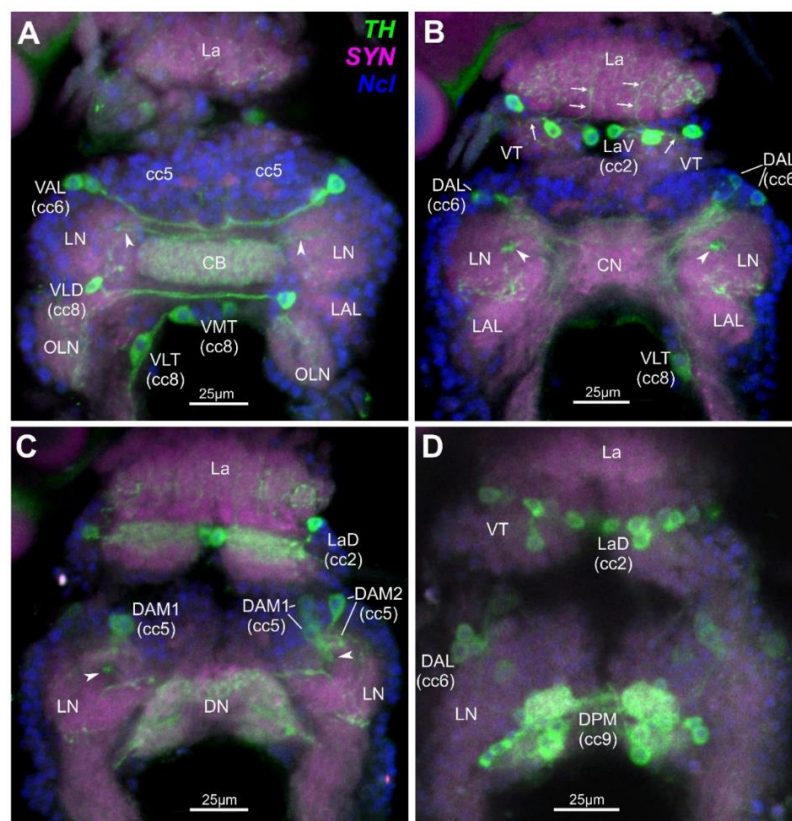 A
TH
SYN
Ncl
La
cc5 cc5
VAL
(cc6)
LN LN
CB
VLD
(cc8)
LAL
VMT
(cc8)
OLN
VLT
(cc8)
OLN
25µm
B
La
VT
LaV
(cc2)
VT
DAL
(cc6)
DAL
(cc6
LN CN LN
LAL LAL
VLT
(cc8)
25µm
C
La
LaD
(cc2)
DAM1
(cc5)
DAM1
(cc5)
DAM2
(cc5)
LN DN LN
25µm
D
La
VT
LaD
(cc2)
DAL
(cc6)
LN
DPM
(cc9)
25µm